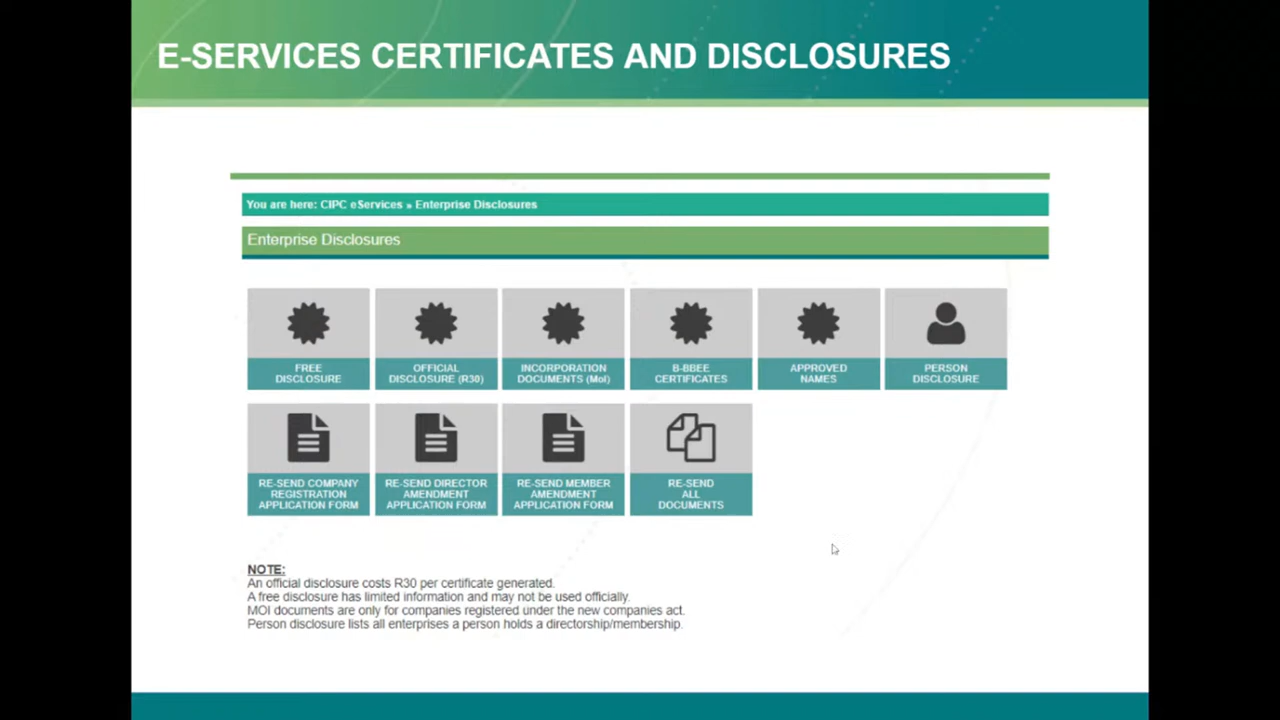 E-SERVICES CERTIFICATES AND DISCLOSURES
You are here: CIPC eServices » Enterprise Disclosures
Enterprise Disclosures
FREE
DISCLOSURE
OFFICIAL
DISCLOSURE (R30)
INCORPORATION
DOCUMENTS (MoI)
B-BBEE
CERTIFICATES
APPROVED
NAMES
PERSON
DISCLOSURE
RE-SEND COMPANY
REGISTRATION
APPLICATION FORM
RE-SEND DIRECTOR
AMENDMENT
APPLICATION FORM
RE-SEND MEMBER
AMENDMENT
APPLICATION FORM
RE-SEND
ALL
DOCUMENTS
NOTE:
An official disclosure costs R30 per certificate generated.
A free disclosure has limited information and may not be used officially.
MOI documents are only for companies registered under the new companies act.
Person disclosure lists all enterprises a person holds a directorship/membership.